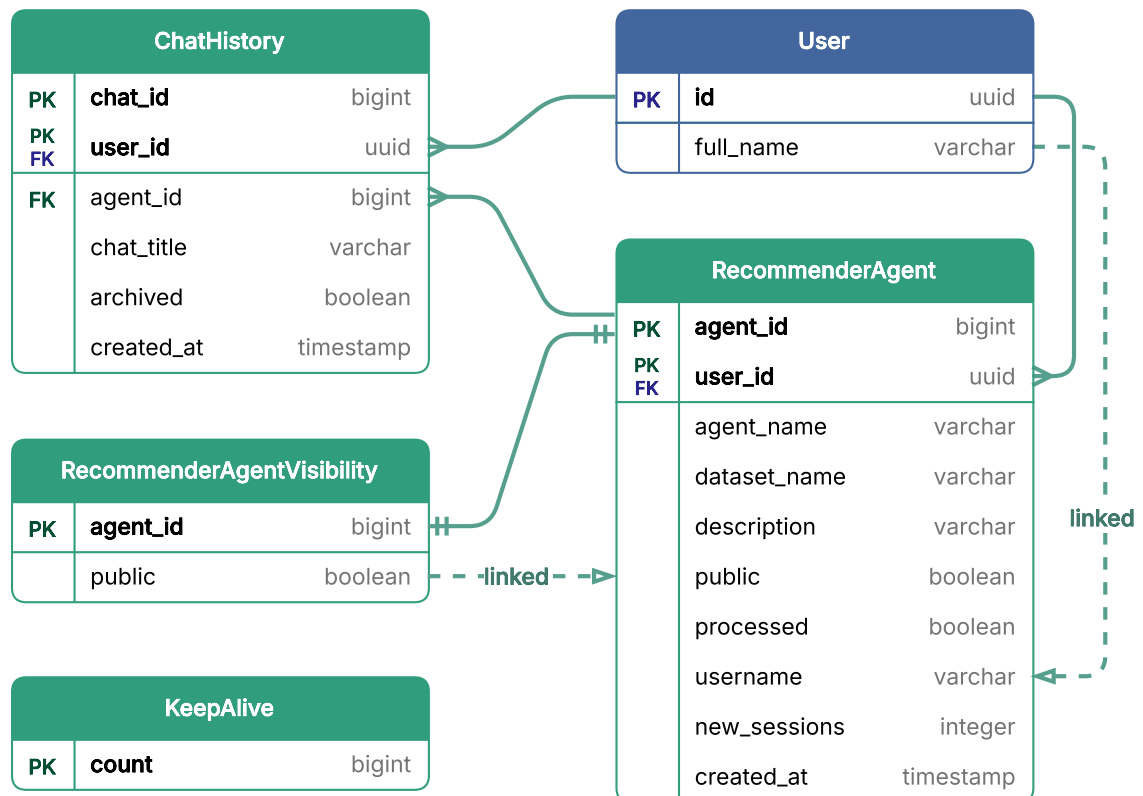 ChatHistory
PK chat_id bigint
PK FK user_id uuid
FK agent_id bigint
chat_title varchar
archived boolean
created_at timestamp
User
PK id uuid
full_name varchar
RecommenderAgent
PK agent_id bigint
PK FK user_id uuid
agent_name varchar
dataset_name varchar
description varchar
public boolean
processed boolean
username varchar
new_sessions integer
created_at timestamp
linked
RecommenderAgentVisibility
PK agent_id bigint
public boolean
linked
KeepAlive
PK count bigint